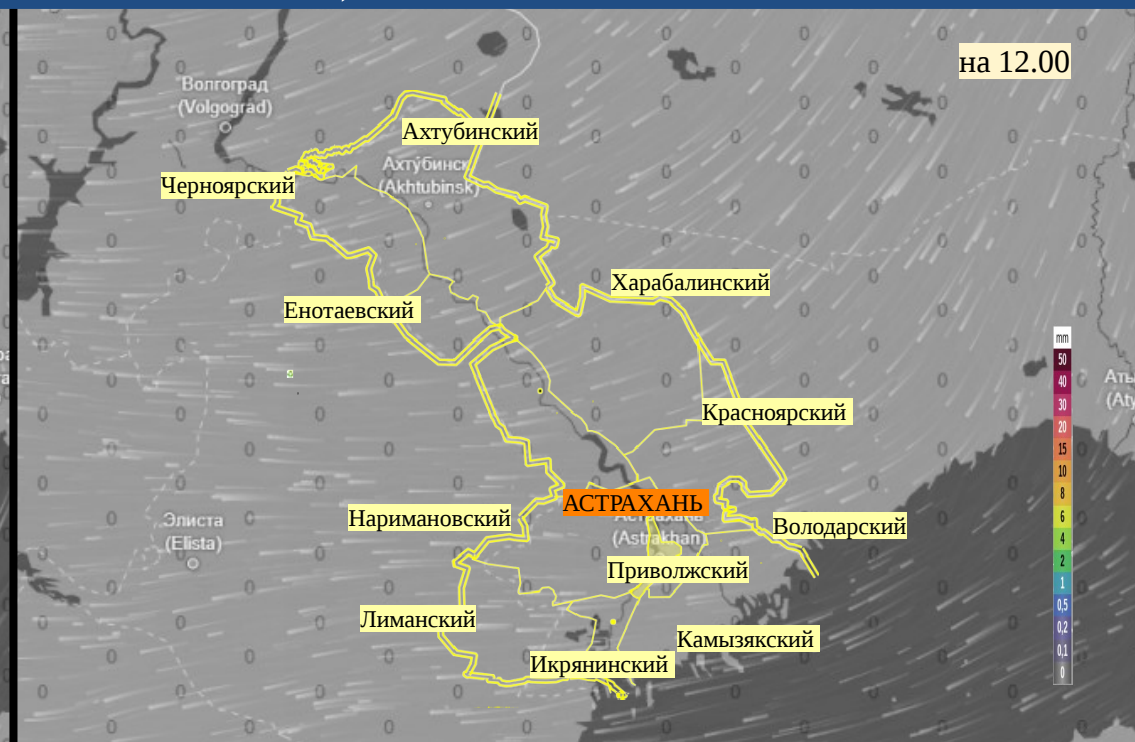 на 12.00
Волгоград
(Volgograd)
Ахтубинский
Ахтубинск
(Akhtubinsk)
Черноярский
Харабалинский
Енотаевский
mm
50
40
30
20
15
10
8
6
4
2
1
0,5
0,2
0,1
0
Красноярский
АСТРАХАНЬ
Астрахань
(Astrakhan)
Наримановский
Элиста
(Elista)
Володарский
Приволжский
Лиманский
Камызякский
Икрянинский